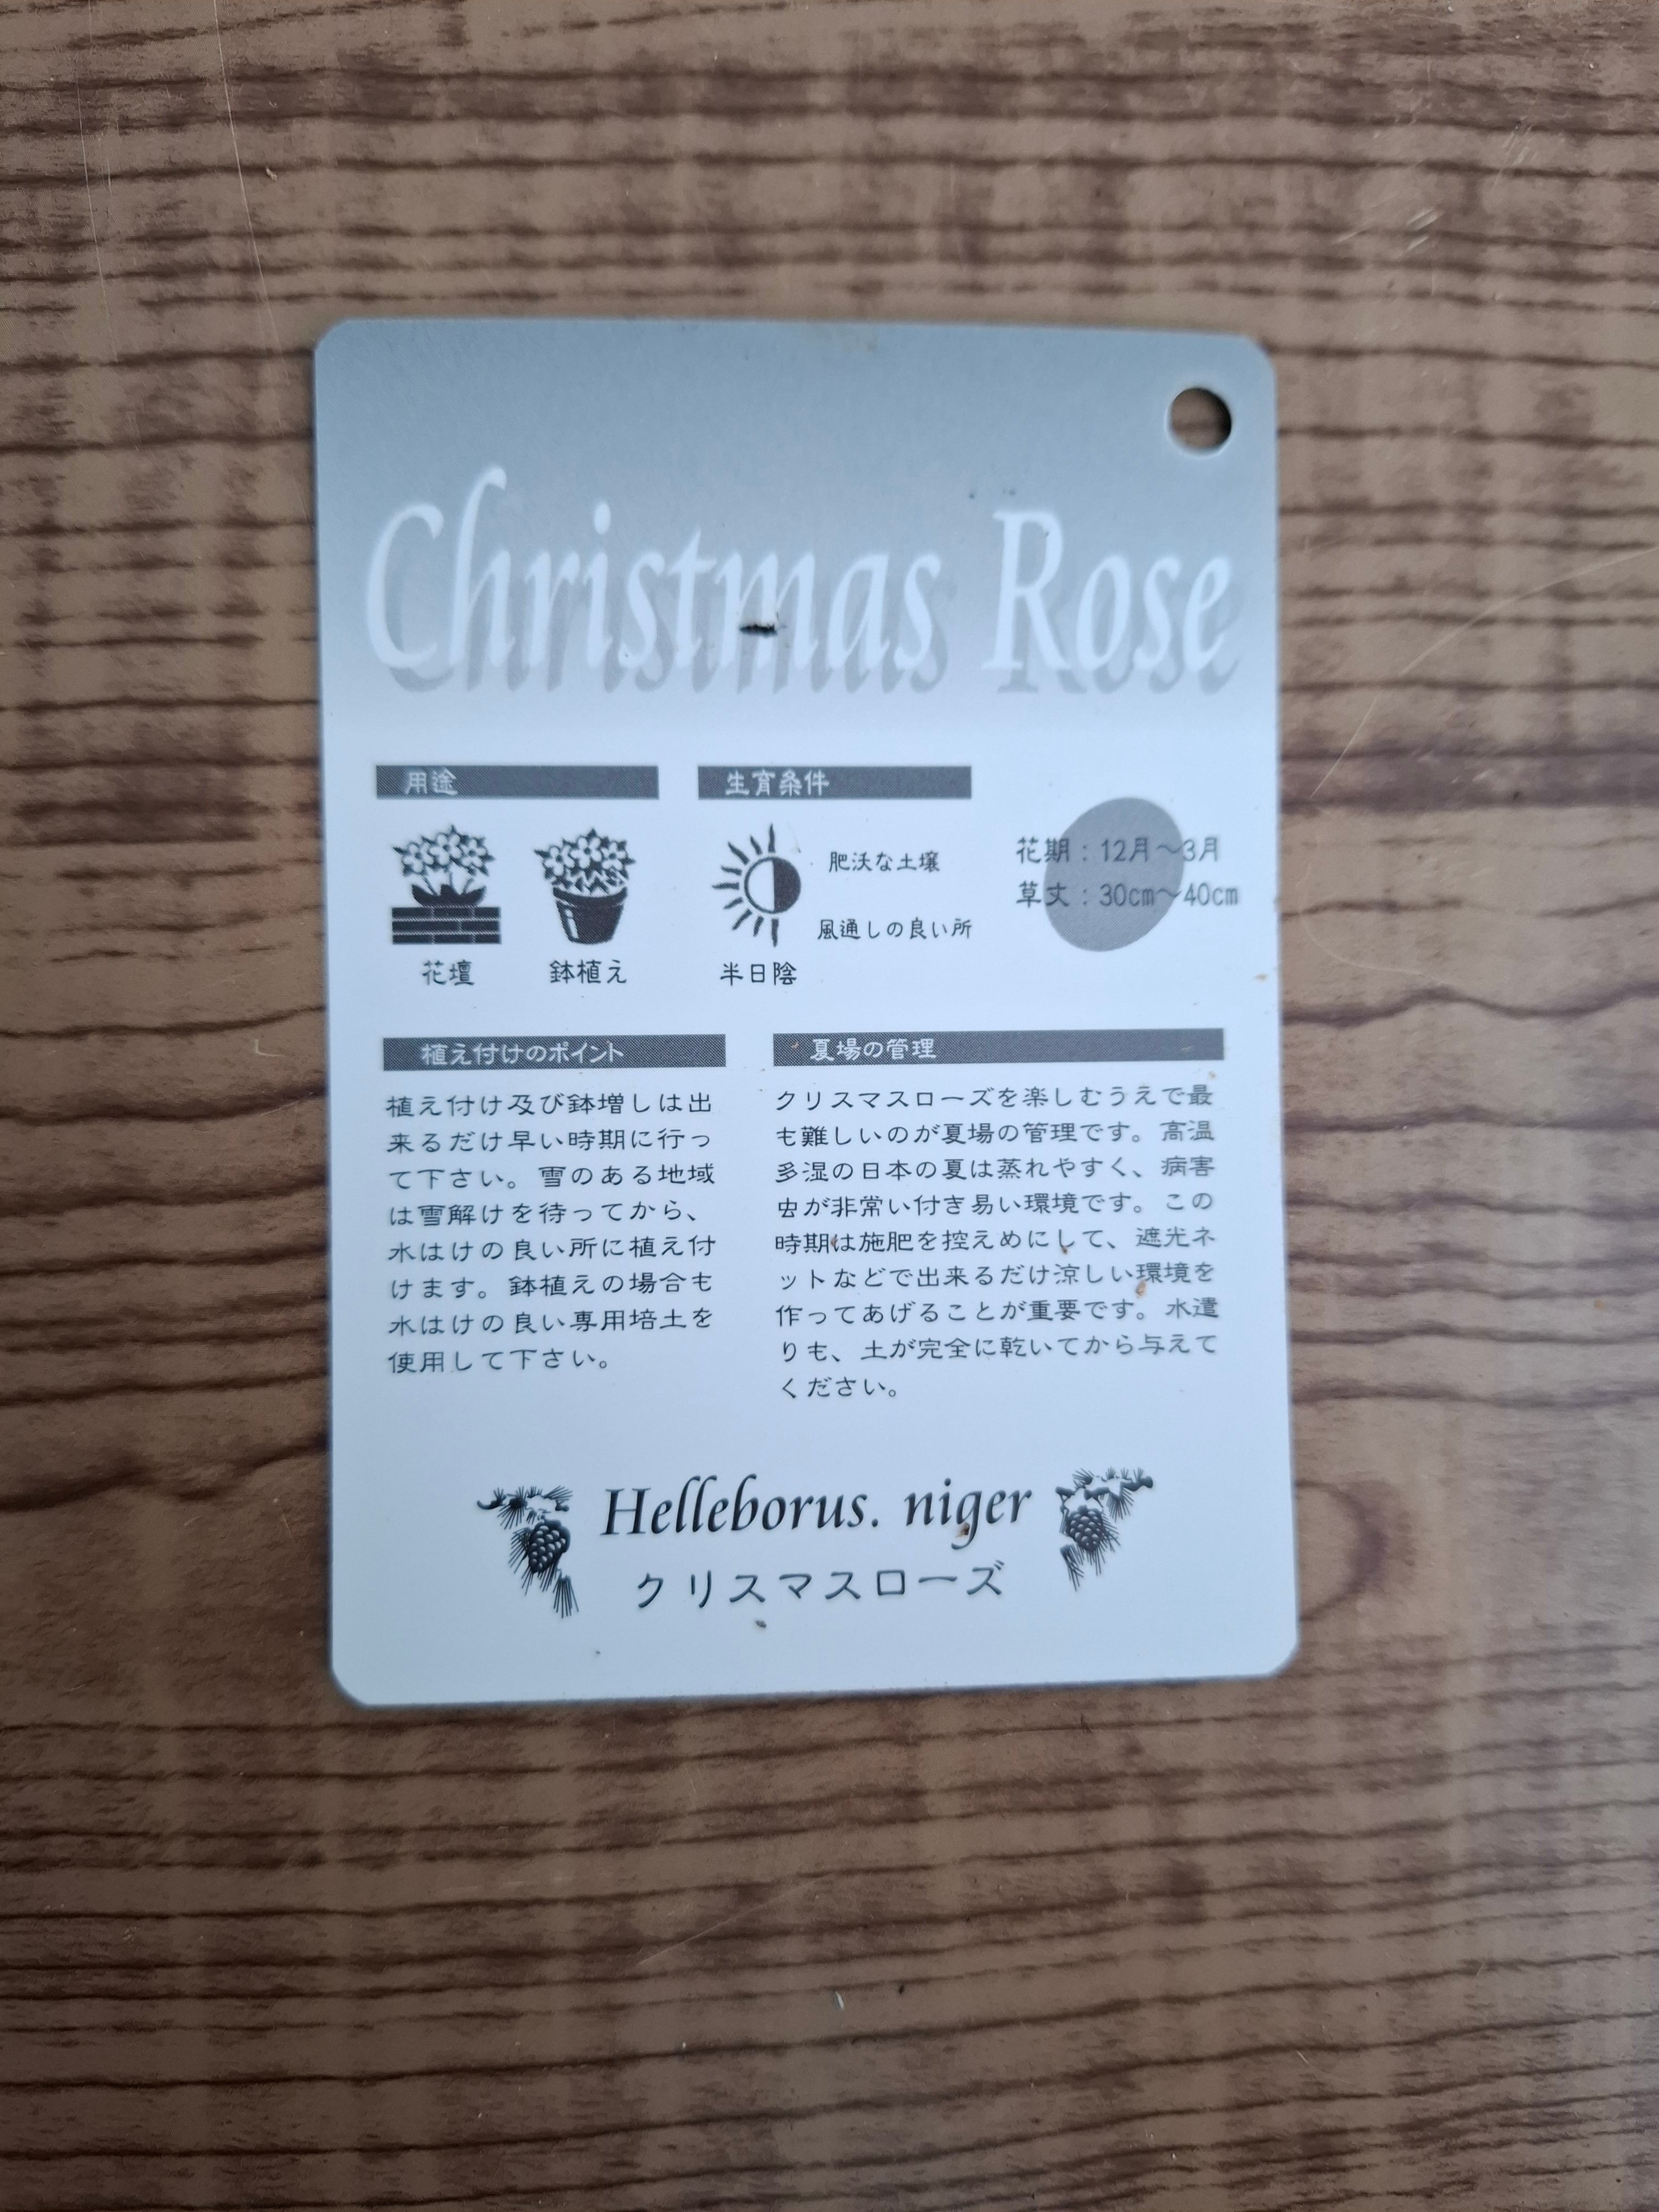 Christmas Rose
用途
生育条件
肥沃な土壌
風通しの良い所
花期：12月～3月
草丈：30cm～40cm
花壇
鉢植え
半日陰
植え付けのポイント
植え付け及び鉢増しは出
来るだけ早い時期に行っ
て下さい。雪のある地域
は雪解けを待ってから、
水はけの良い所に植え付
けます。鉢植えの場合も
水はけの良い専用培土を
使用して下さい。
夏場の管理
クリスマスローズを楽しむうえで最
も難しいのが夏場の管理です。高温
多湿の日本の夏は蒸れやすく、病害
虫が非常い付き易い環境です。この
時期は施肥を控えめにして、遮光ネ
ットなどで出来るだけ涼しい環境を
作ってあげることが重要です。水遣
りも、土が完全に乾いてから与えて
ください。
Helleborus. niger
クリスマスローズ